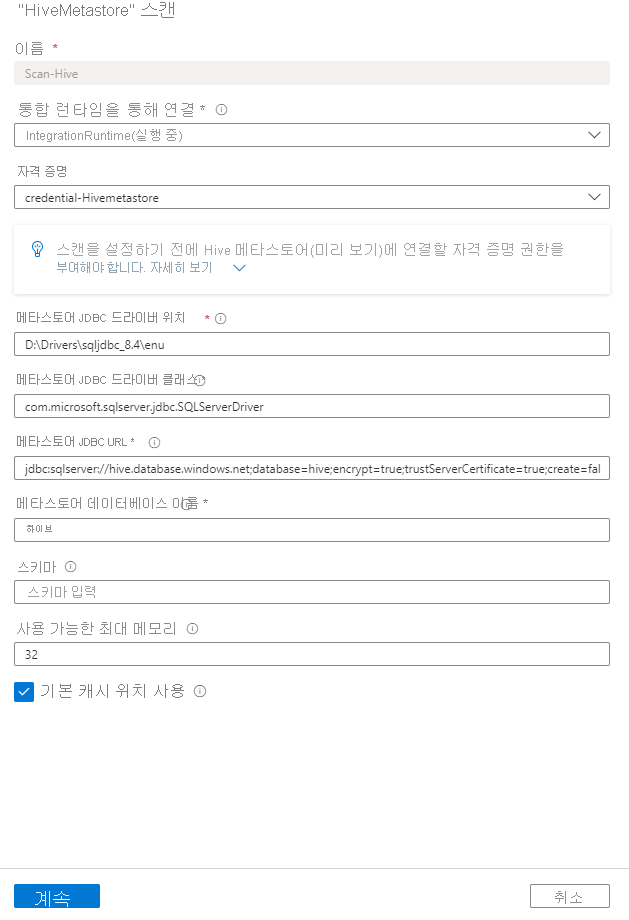 "HiveMetastore" 스캔
이름 *
Scan-Hive
통합 런타임을 통해 연결 *
IntegrationRuntime(실행 중)
자격 증명
credential-Hivemetastore
스캔을 설정하기 전에 Hive 메타스토어(미리 보기)에 연결할 자격 증명 권한을
부여해야 합니다. 자세히 보기
메타스토어 JDBC 드라이버 위치 *
D:\Drivers\sqljdbc_8.4\enu
메타스토어 JDBC 드라이버 클래스
com.microsoft.sqlserver.jdbc.SQLServerDriver
메타스토어 JDBC URL *
jdbc:sqlserver://hive.database.windows.net;database=hive;encrypt=true;trustServerCertificate=true;create=fal
메타스토어 데이터베이스 이름 *
하이브
스키마
스키마 입력
사용 가능한 최대 메모리
32
기본 캐시 위치 사용
계속
취소